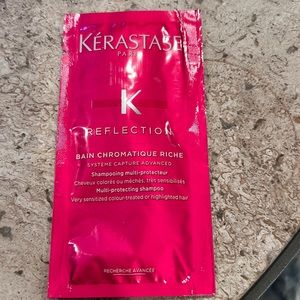 KÉRASTASE
PARIS
K
REFLECTION
BAIN CHROMATIQUE RICHE
SYSTÈME CAPTURE ADVANCED
Shampooing multi-protecteur
Cheveux colorés ou méchés, très sensibilisés
Multi-protecting shampoo
Very sensitized colour-treated or highlighted hair
RECHERCHE AVANCÉE